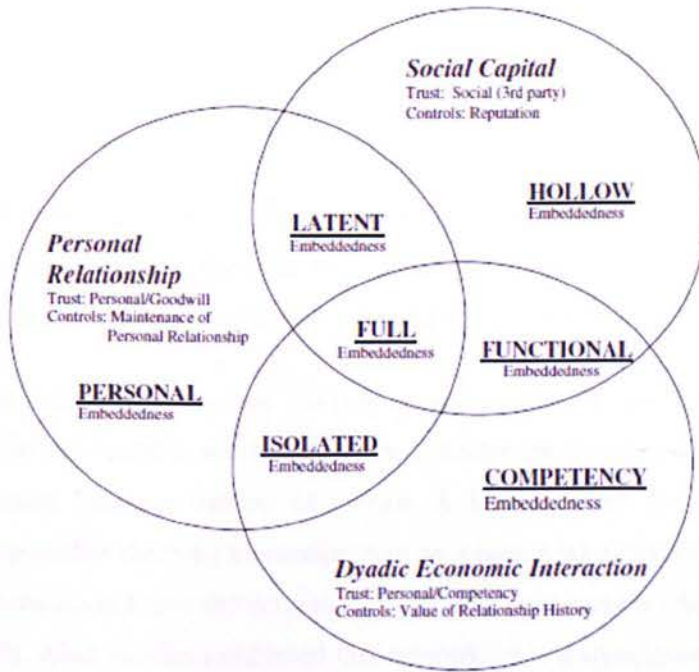 Social Capital
Trust: Social (3rd party)
Controls: Reputation
HOLLOW
Embeddedness
LATENT
Embeddedness
Personal
Relationship
Trust: Personal/Goodwill
Controls: Maintenance of
Personal Relationship
FULL
Embeddedness
FUNCTIONAL
Embeddedness
PERSONAL
Embeddedness
ISOLATED
Embeddedness
COMPETENCY
Embeddedness
Dyadic Economic Interaction
Trust: Personal/Competency
Controls: Value of Relationship History